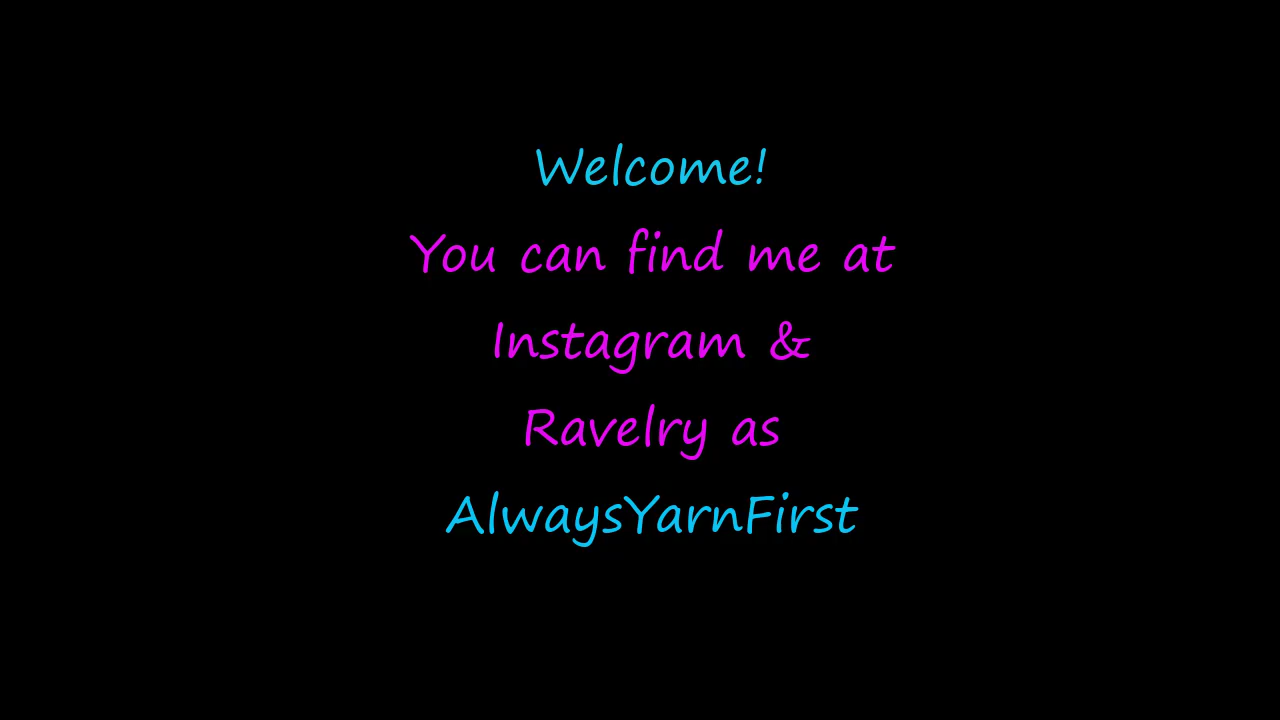 Welcome!
You can find me at
Instagram &
Ravelry as
AlwaysYarnFirst